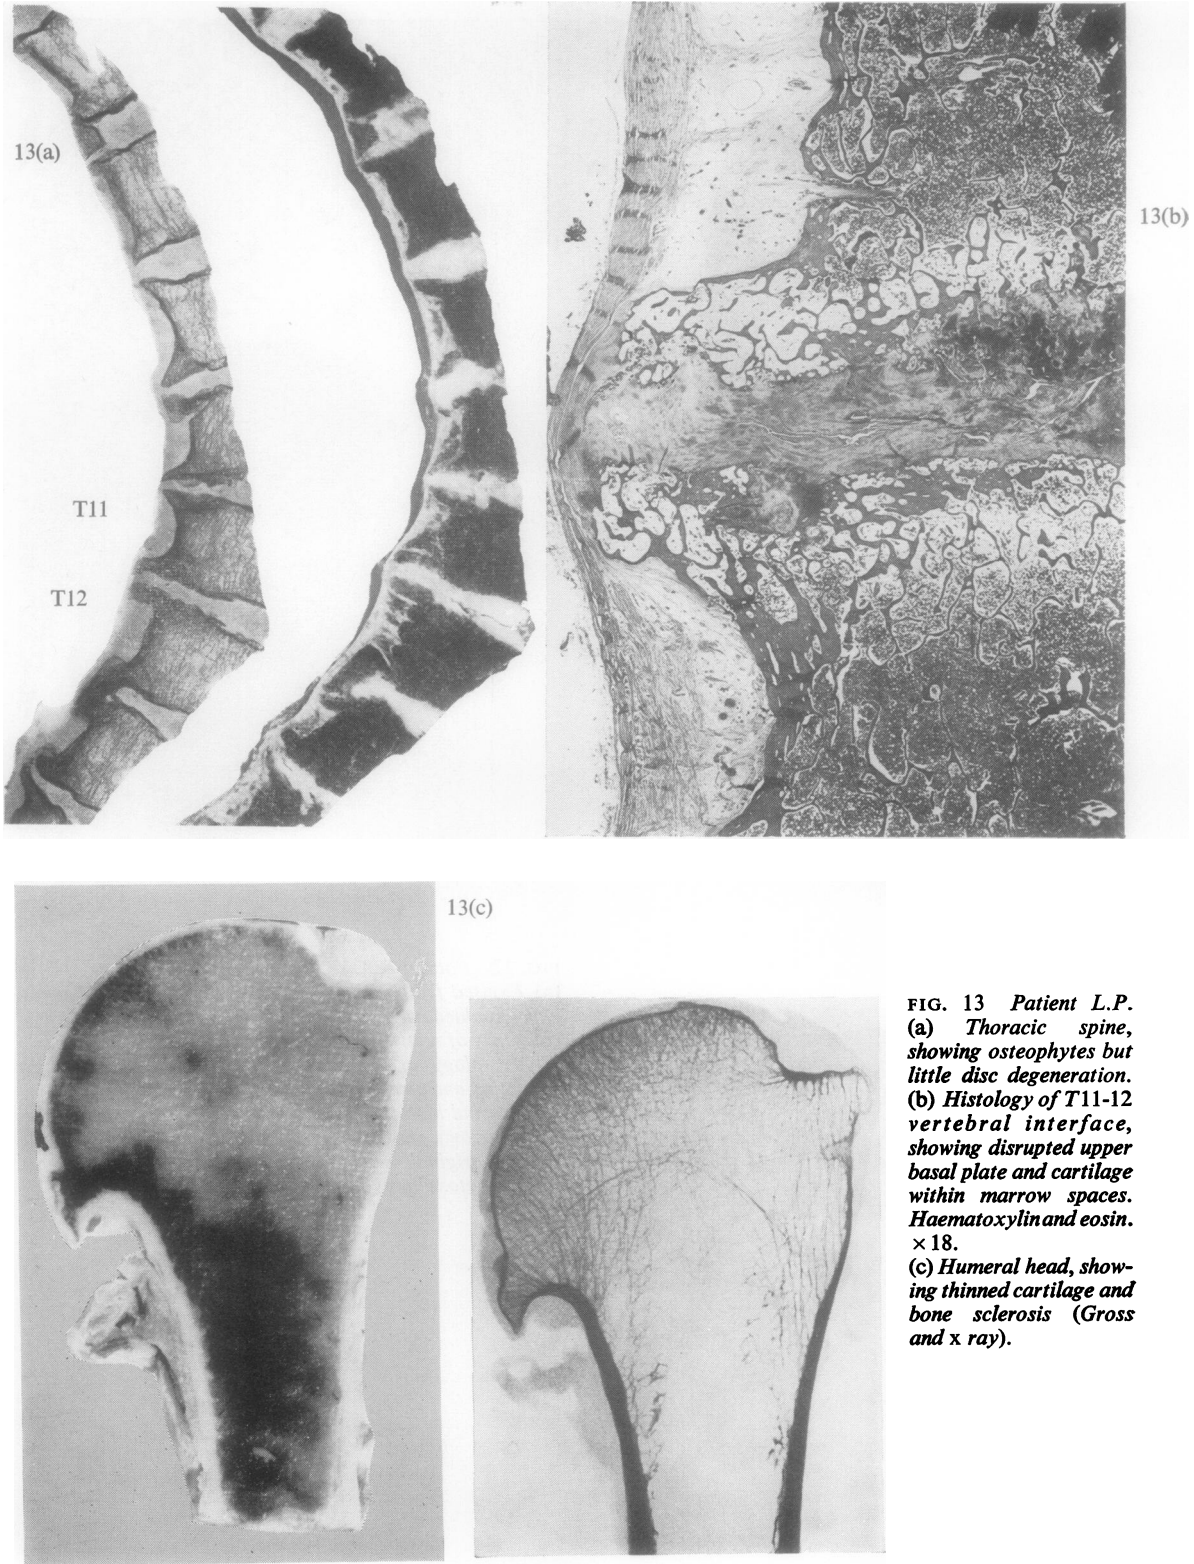 13(a)
13(b)
T11
T12
13(c)
FIG. 13 Patient L.P.
(a) Thoracic spine,
showing osteophytes but
little disc degeneration.
(b) Histology of T11-12
vertebral interface,
showing disrupted upper
basal plate and cartilage
within marrow spaces.
Haematoxylin and eosin.
×18.
(c) Humeral head, show-
ing thinned cartilage and
bone sclerosis (Gross
and x ray).